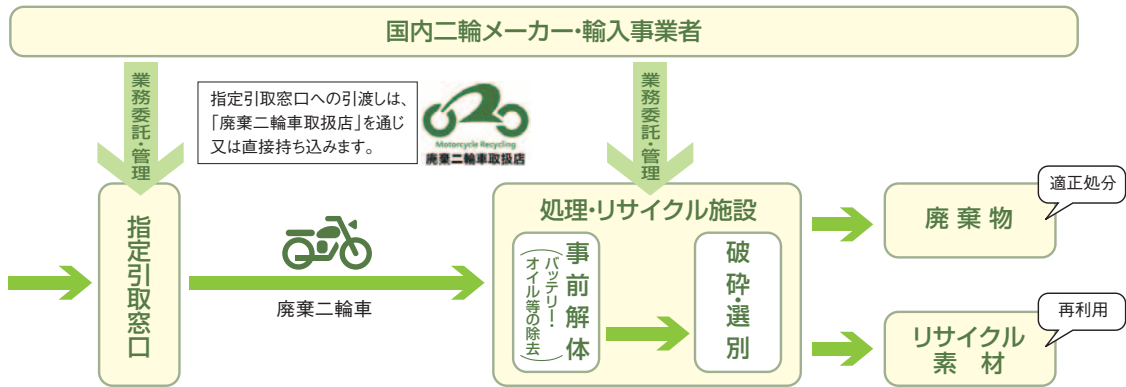 国内二輪メーカー・輸入事業者
業務委託・管理
指定引取窓口への引渡しは、
「廃棄二輪車取扱店」を通じ
又は直接持ち込みます。
Motorcycle Recycling
廃棄二輪車取扱店
業務委託・管理
指定引取窓口
廃棄二輪車
処理・リサイクル施設
事前解体
(バッテリー!
オイル等の除去)
破砕・選別
廃棄物
適正処分
リサイクル
素材
再利用